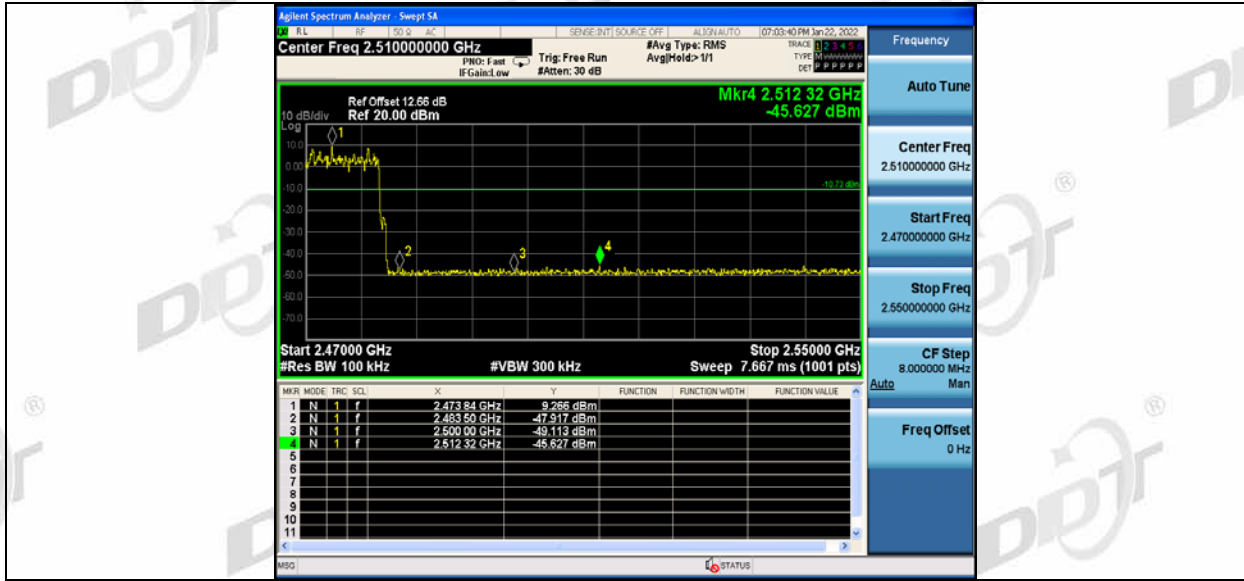 Agilent Spectrum Analyzer - Swept SA
RL RF 50 Ω AC SENSE:INT SOURCE OFF ALIGN AUTO 07:03:40 PM Jan 22, 2022
Center Freq 2.510000000 GHz
PNO: Fast
IFGain:Low
Trig: Free Run
#Atten: 30 dB
#Avg Type: RMS
Avg|Hold:> 1/1
TRACE 1 2 3 4 5 6
TYPE M
DET P P P P P P
Frequency
Auto Tune
Center Freq
2.510000000 GHz
Start Freq
2.470000000 GHz
Stop Freq
2.550000000 GHz
CF Step
8.000000 MHz
Auto Man
Freq Offset
0 Hz
Mkr4 2.512 32 GHz
-45.627 dBm
Ref Offset 12.66 dB
10 dB/div Ref 20.00 dBm
Log
10.0
0.00
-10.0
-20.0
-30.0
-40.0
-50.0
-60.0
-70.0
1
2
3
4
-10.72 dBm
Start 2.47000 GHz Stop 2.55000 GHz
#Res BW 100 kHz #VBW 300 kHz Sweep 7.667 ms (1001 pts)
MKR MODE TRC SCL X Y FUNCTION FUNCTION WIDTH FUNCTION VALUE
1 N 1 f 2.473 84 GHz 9.266 dBm
2 N 1 f 2.483 50 GHz -47.917 dBm
3 N 1 f 2.500 00 GHz -49.113 dBm
4 N 1 f 2.512 32 GHz -45.627 dBm
5
6
7
8
9
10
11
MSG STATUS